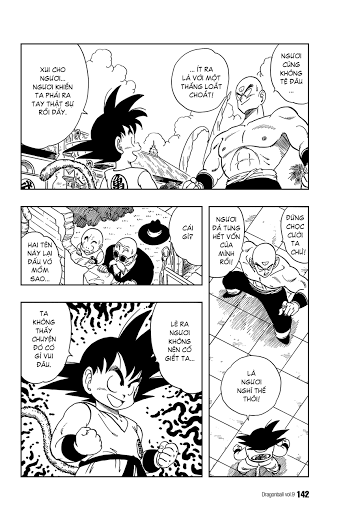 NGƯƠI
CŨNG
KHÔNG
TỆ ĐÂU
...
... ÍT RA
LÀ VỚI MỘT
THẰNG LOẮT
CHOẮT!
XUI CHO
NGƯƠI...
NGƯƠI KHIẾN
TA PHẢI RA
TAY THẬT SỰ
RỒI ĐẤY.
ĐỪNG
CHỌC
CƯỜI
TA
CHỨ!
NGƯƠI
ĐÃ TUNG
HẾT VỐN
CỦA
MÌNH
RỒI!
LÀ
NGƯƠI
NGHĨ THẾ
THÔI!
CÁI
GÌ?
HAI TÊN
NÀY LẠI
ĐẤU VÕ
MỒM
SAO...
LẼ RA
NGƯƠI
KHÔNG
NÊN CỐ
GIẾT TA...
TA
KHÔNG
THẤY
CHUYỆN
ĐÓ CÓ
GÌ VUI
ĐÂU.
Dragonball vol.9 142